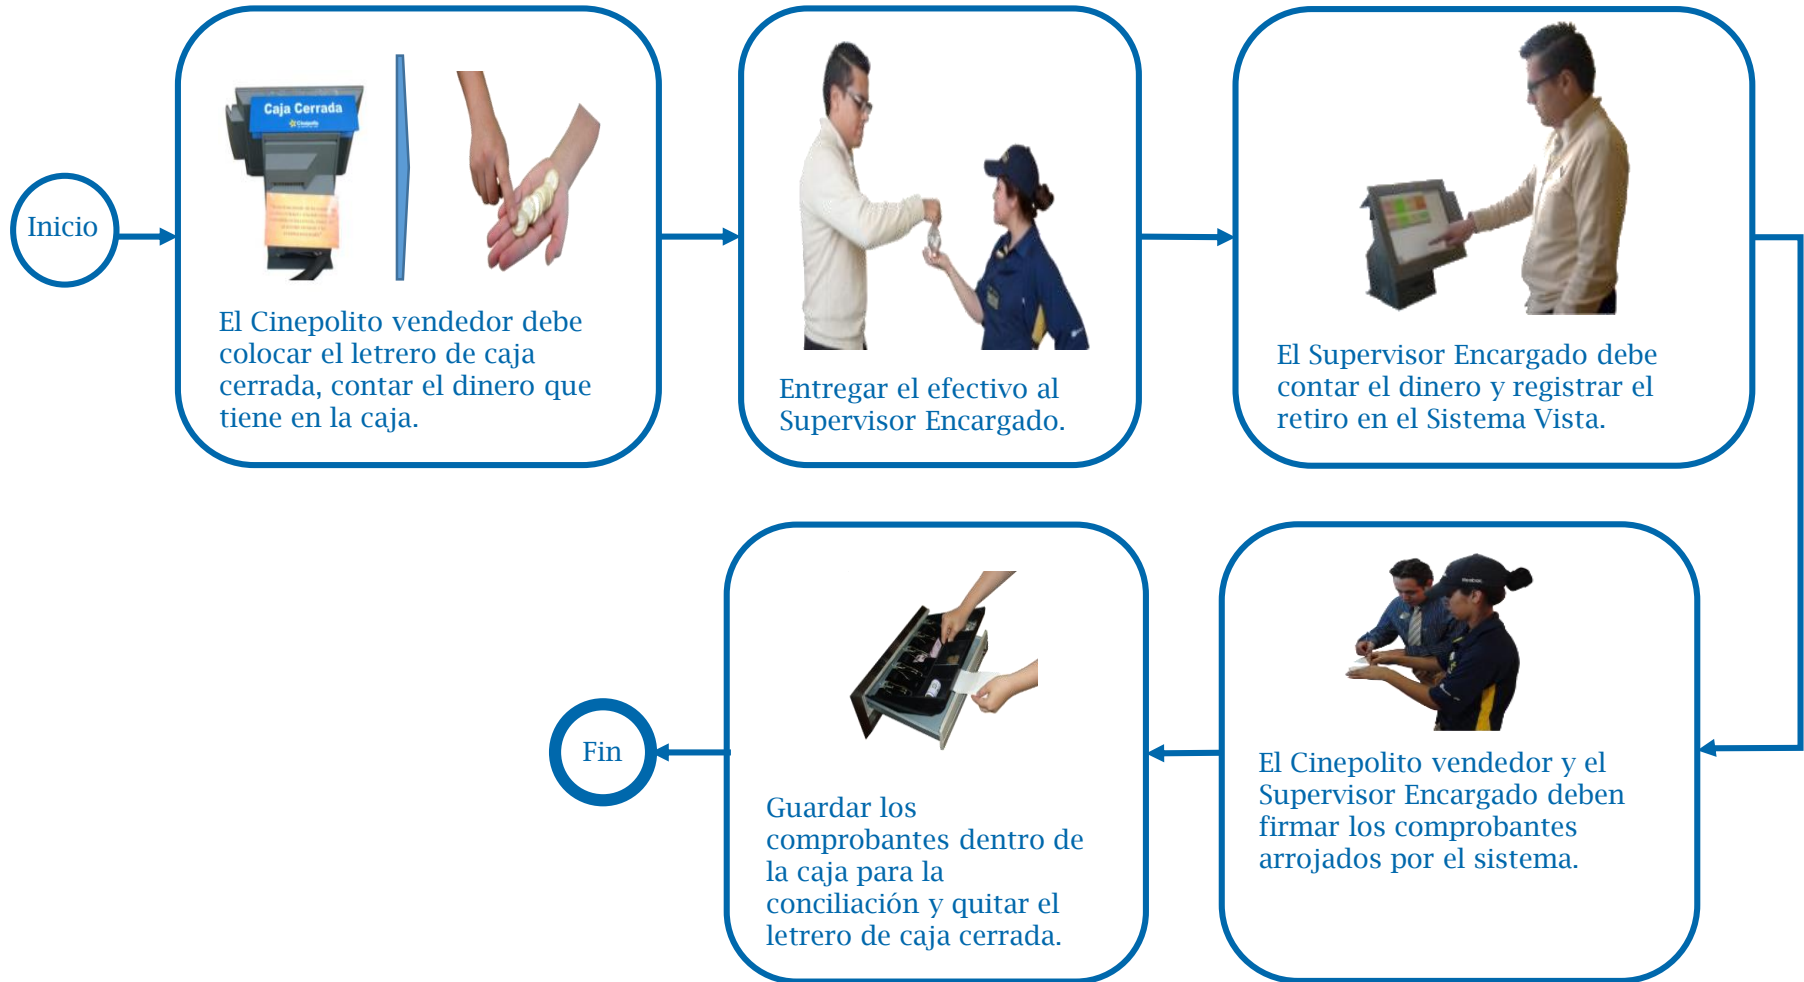 Inicio
Caja Cerrada
Cinépolis
El Cinepolito vendedor debe
colocar el letrero de caja
cerrada, contar el dinero que
tiene en la caja.
Entregar el efectivo al
Supervisor Encargado.
El Supervisor Encargado debe
contar el dinero y registrar el
retiro en el Sistema Vista.
El Cinepolito vendedor y el
Supervisor Encargado deben
firmar los comprobantes
arrojados por el sistema.
Guardar los
comprobantes dentro de
la caja para la
conciliación y quitar el
letrero de caja cerrada.
Fin